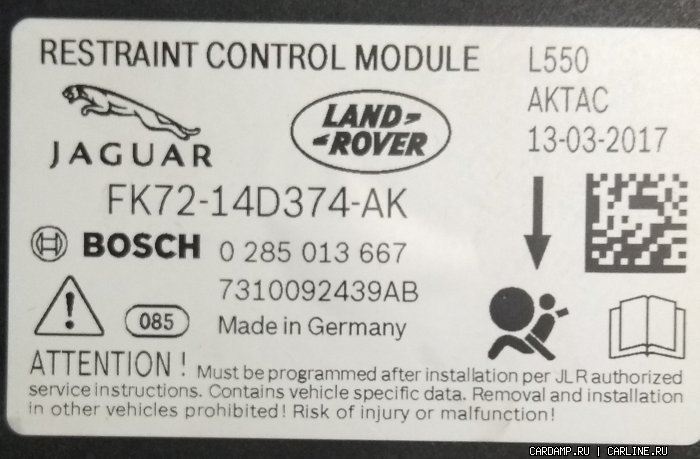 RESTRAINT CONTROL MODULE
L550
AKTAC
13-03-2017
JAGUAR
LAND
ROVER
FK72-14D374-AK
BOSCH 0 285 013 667
7310092439AB
085 Made in Germany
ATTENTION ! Must be programmed after installation per JLR authorized
service instructions. Contains vehicle specific data. Removal and installation
in other vehicles prohibited! Risk of injury or malfunction!
CARDAMP.RU | CARLINE.RU